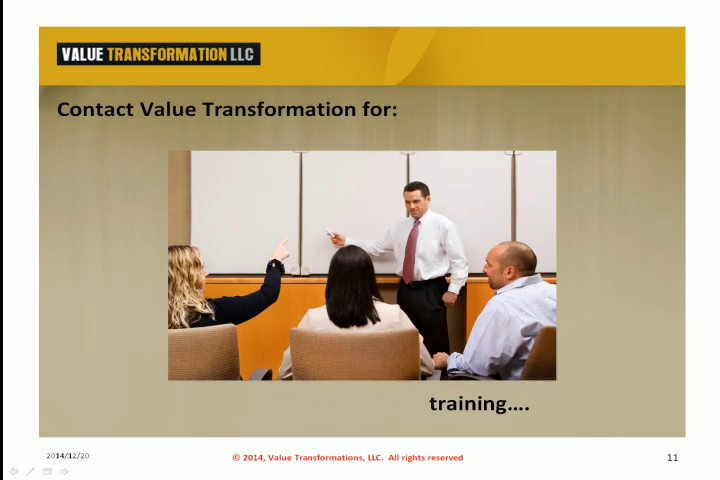 VALUE TRANSFORMATION LLC
Contact Value Transformation for:
training....
2014/12/20
© 2014, Value Transformations, LLC. All rights reserved
11